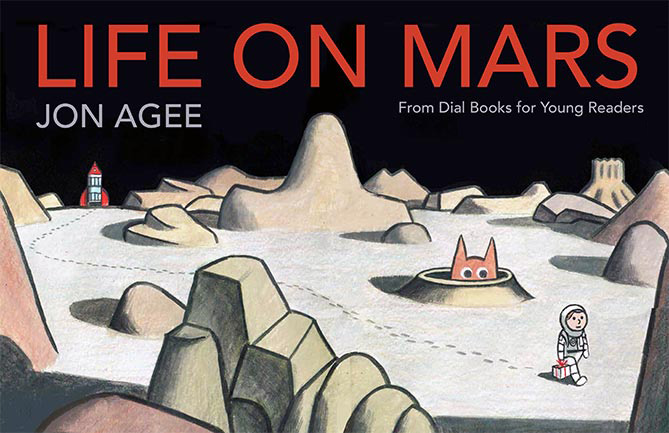 LIFE ON MARS
JON AGEE
From Dial Books for Young Readers